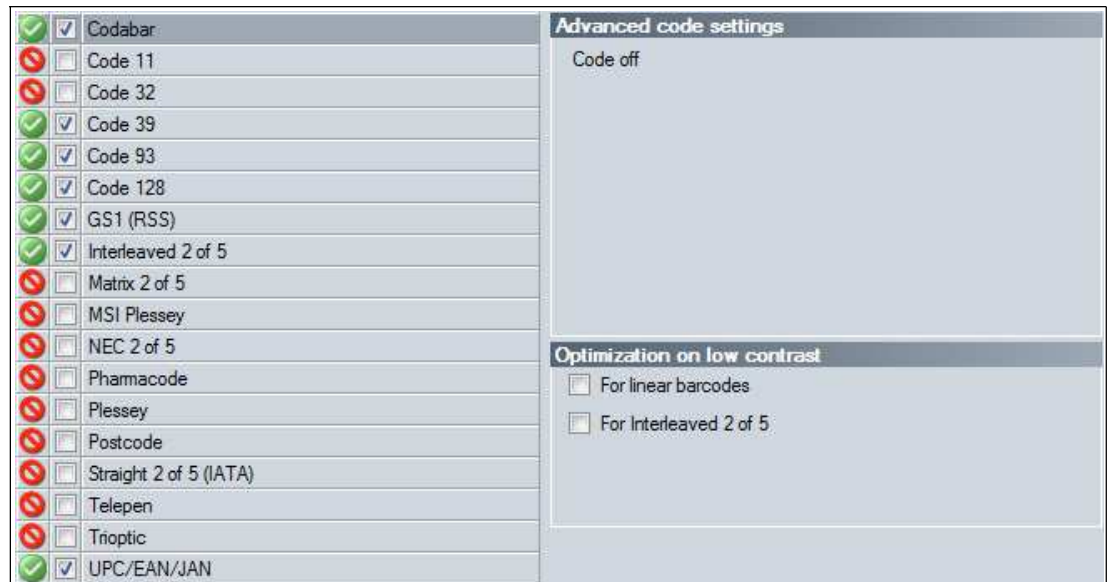 Codabar
Code 11
Code 32
Code 39
Code 93
Code 128
GS1 (RSS)
Interleaved 2 of 5
Matrix 2 of 5
MSI Plessey
NEC 2 of 5
Pharmacode
Plessey
Postcode
Straight 2 of 5 (IATA)
Telepen
Trioptic
UPC/EAN/JAN
Advanced code settings
Code off
Optimization on low contrast
For linear barcodes
For Interleaved 2 of 5